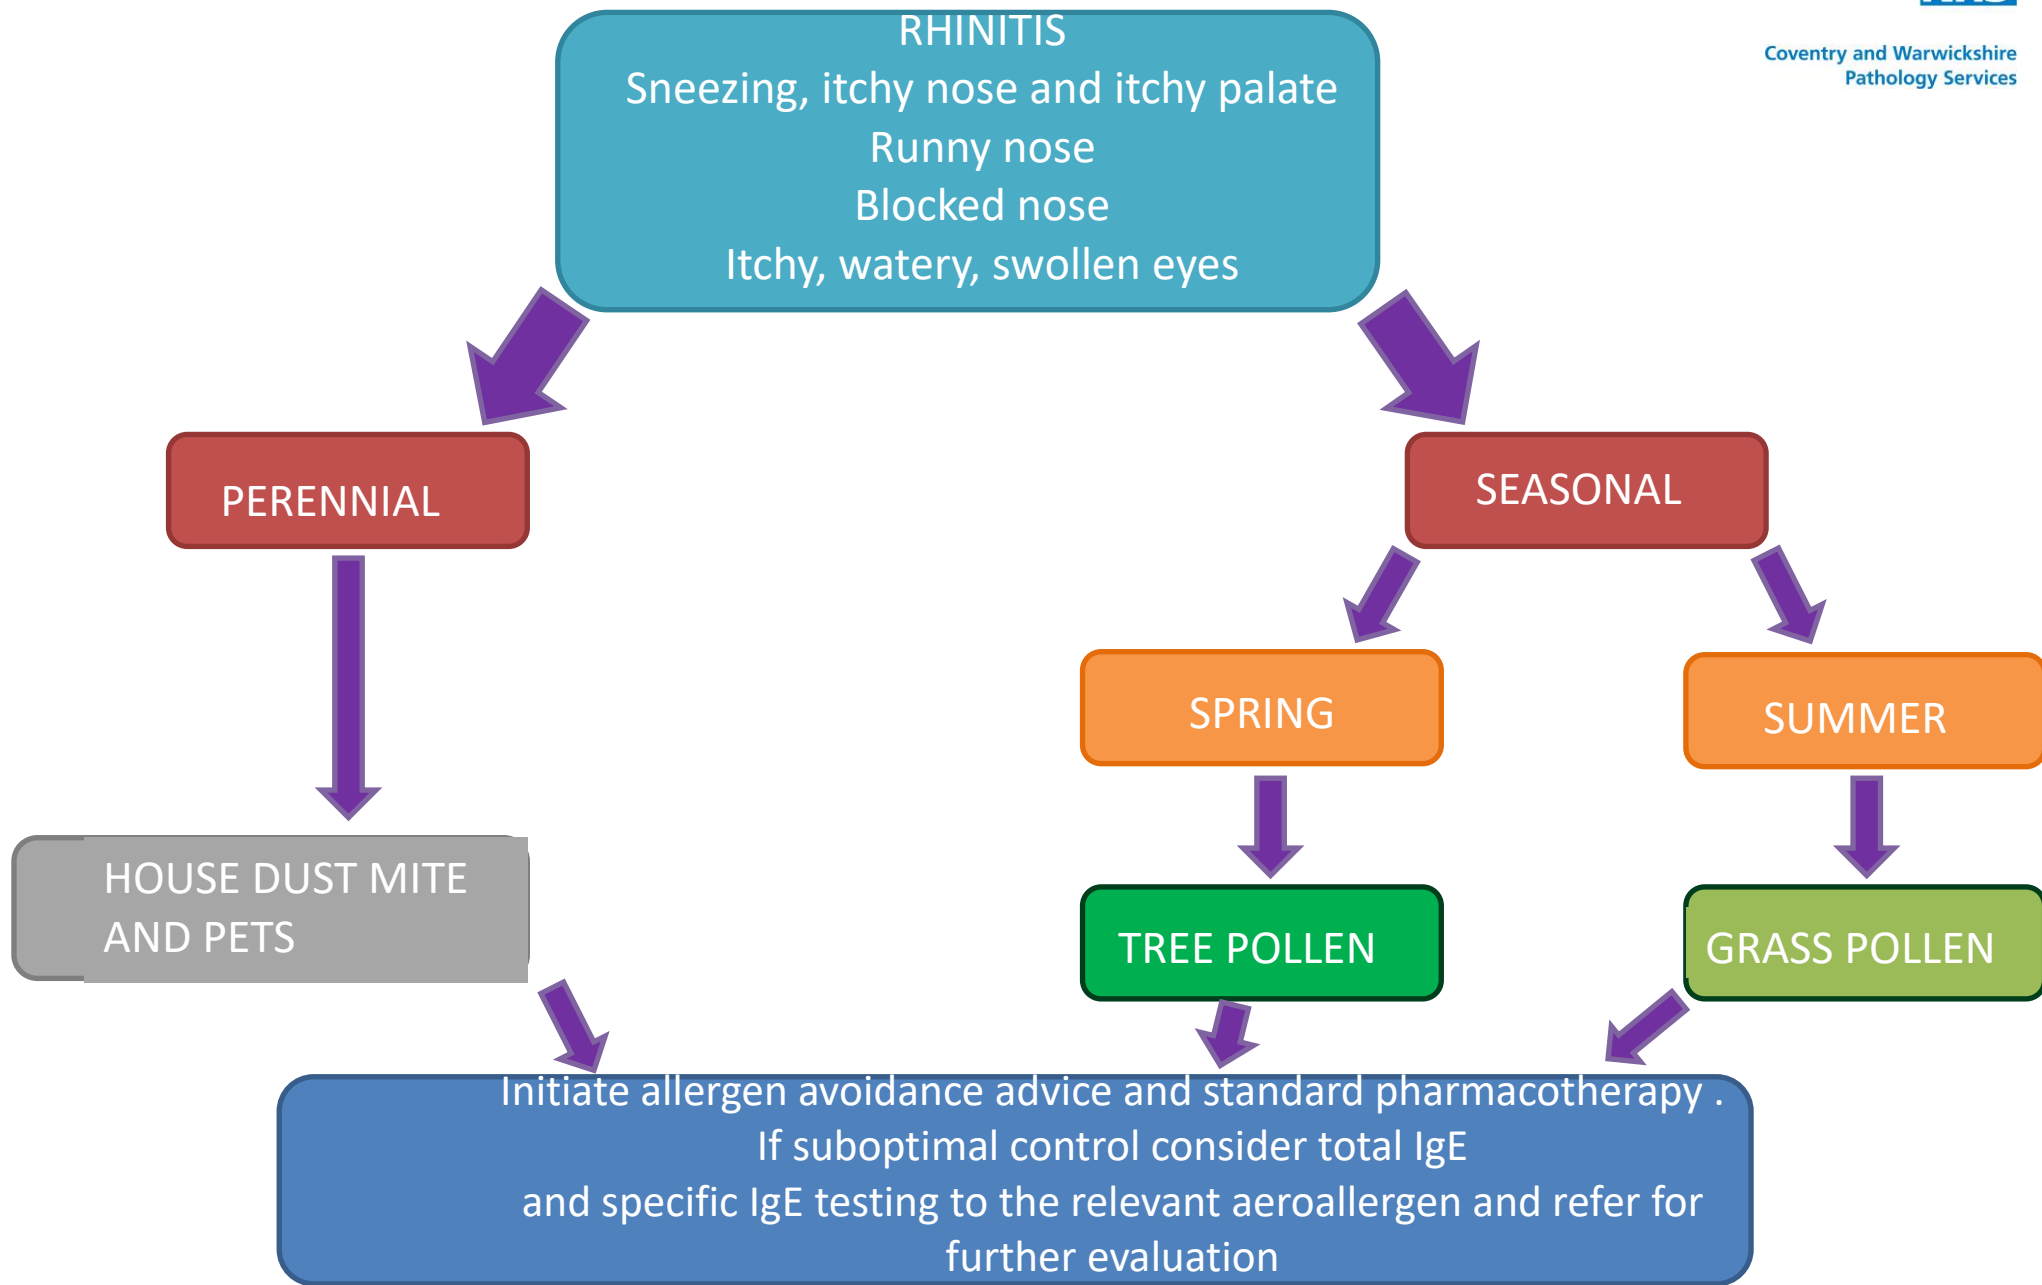 RHINITIS
Sneezing, itchy nose and itchy palate
Runny nose
Blocked nose
Itchy, watery, swollen eyes
Coventry and Warwickshire
Pathology Services
PERENNIAL
SEASONAL
SPRING
SUMMER
HOUSE DUST MITE
AND PETS
TREE POLLEN
GRASS POLLEN
Initiate allergen avoidance advice and standard pharmacotherapy .
If suboptimal control consider total IgE
and specific IgE testing to the relevant aeroallergen and refer for
further evaluation